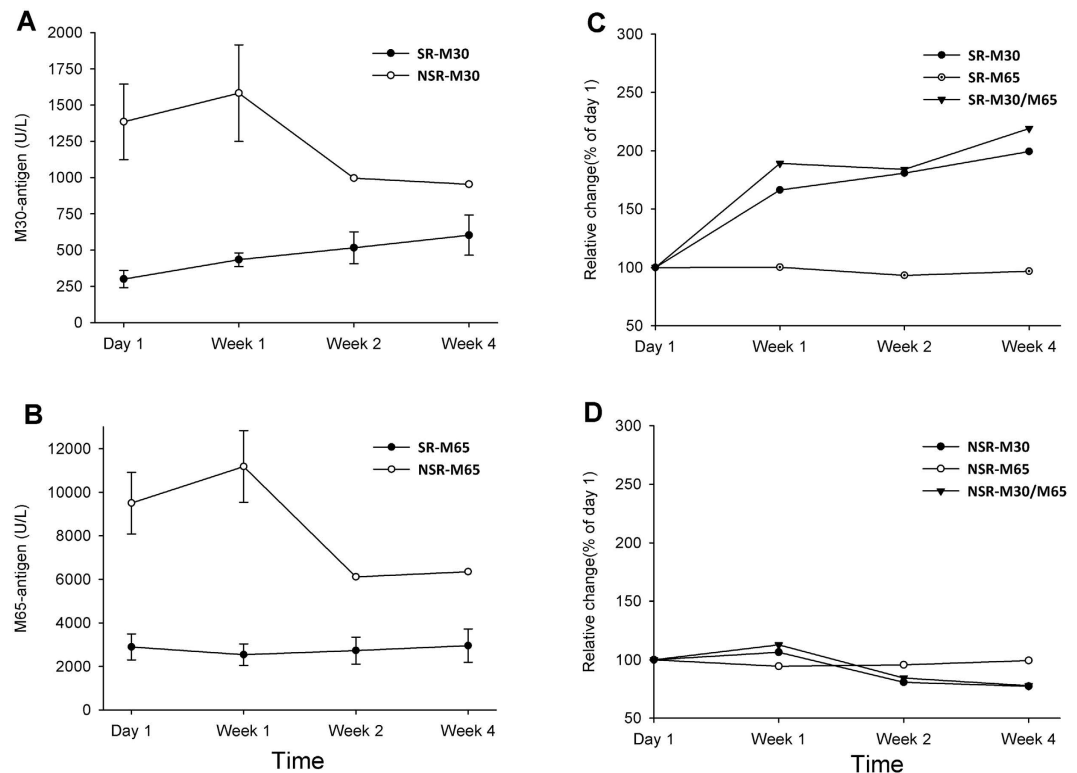 A
M30-antigen (U/L)
2000
1750
1500
1250
1000
750
500
250
0
SR-M30
NSR-M30
Day 1
Week 1
Week 2
Week 4
C
Relative change(% of day 1)
300
250
200
150
100
50
SR-M30
SR-M65
SR-M30/M65
Day 1
Week 1
Week 2
Week 4
B
M65-antigen (U/L)
12000
10000
8000
6000
4000
2000
0
SR-M65
NSR-M65
Day 1
Week 1
Week 2
Week 4
Time
D
Relative change(% of day 1)
300
250
200
150
100
50
NSR-M30
NSR-M65
NSR-M30/M65
Day 1
Week 1
Week 2
Week 4
Time